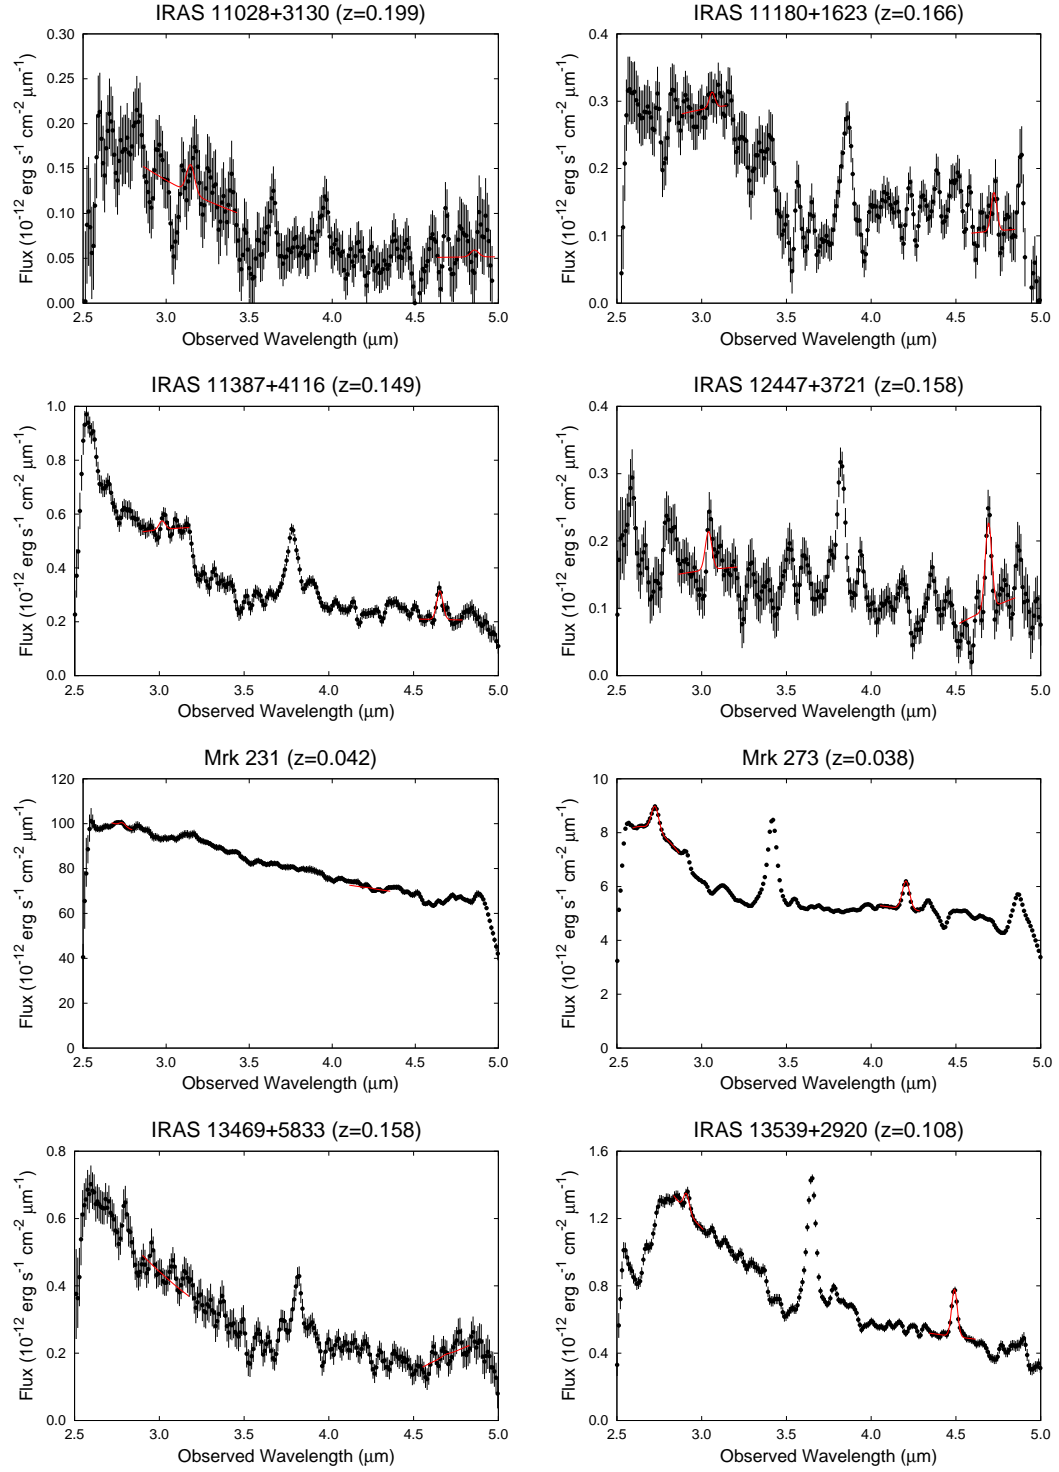 IRAS 11028+3130 (z=0.199)
0.30
0.25
0.20
0.15
0.10
0.05
0.00
Flux (10⁻¹² erg s⁻¹ cm⁻² μm⁻¹)
2.5 3.0 3.5 4.0 4.5 5.0
Observed Wavelength (μm)
IRAS 11180+1623 (z=0.166)
0.4
0.3
0.2
0.1
0.0
Flux (10⁻¹² erg s⁻¹ cm⁻² μm⁻¹)
2.5 3.0 3.5 4.0 4.5 5.0
Observed Wavelength (μm)
IRAS 11387+4116 (z=0.149)
1.0
0.8
0.6
0.4
0.2
0.0
Flux (10⁻¹² erg s⁻¹ cm⁻² μm⁻¹)
2.5 3.0 3.5 4.0 4.5 5.0
Observed Wavelength (μm)
IRAS 12447+3721 (z=0.158)
0.4
0.3
0.2
0.1
0.0
Flux (10⁻¹² erg s⁻¹ cm⁻² μm⁻¹)
2.5 3.0 3.5 4.0 4.5 5.0
Observed Wavelength (μm)
Mrk 231 (z=0.042)
120
100
80
60
40
20
0
Flux (10⁻¹² erg s⁻¹ cm⁻² μm⁻¹)
2.5 3.0 3.5 4.0 4.5 5.0
Observed Wavelength (μm)
Mrk 273 (z=0.038)
10
8
6
4
2
0
Flux (10⁻¹² erg s⁻¹ cm⁻² μm⁻¹)
2.5 3.0 3.5 4.0 4.5 5.0
Observed Wavelength (μm)
IRAS 13469+5833 (z=0.158)
0.8
0.6
0.4
0.2
0.0
Flux (10⁻¹² erg s⁻¹ cm⁻² μm⁻¹)
2.5 3.0 3.5 4.0 4.5 5.0
Observed Wavelength (μm)
IRAS 13539+2920 (z=0.108)
1.6
1.2
0.8
0.4
0.0
Flux (10⁻¹² erg s⁻¹ cm⁻² μm⁻¹)
2.5 3.0 3.5 4.0 4.5 5.0
Observed Wavelength (μm)